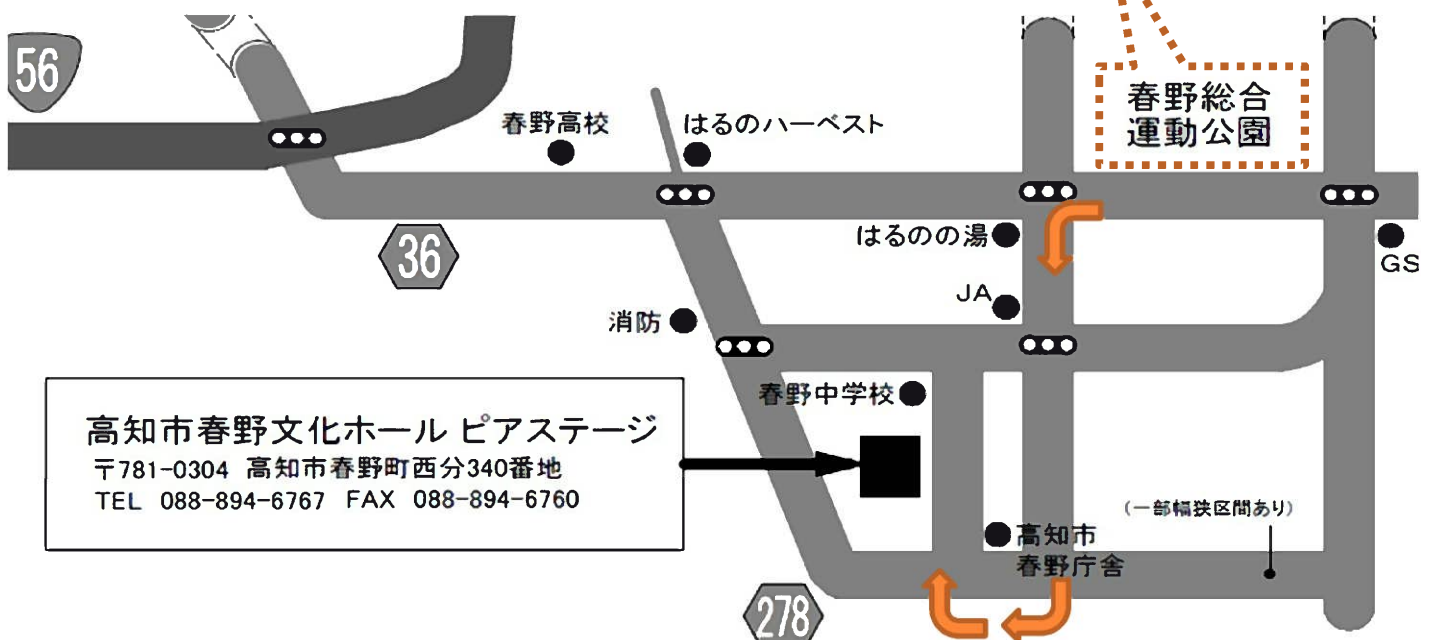 56
春野総合
運動公園
春野高校
はるのハーベスト
はるのの湯
36
GS
JA
消防
春野中学校
高知市春野文化ホール ピアステージ
〒781-0304 高知市春野町西分340番地
TEL 088-894-6767 FAX 088-894-6760
(一部幅狭区間あり)
高知市
春野庁舎
278